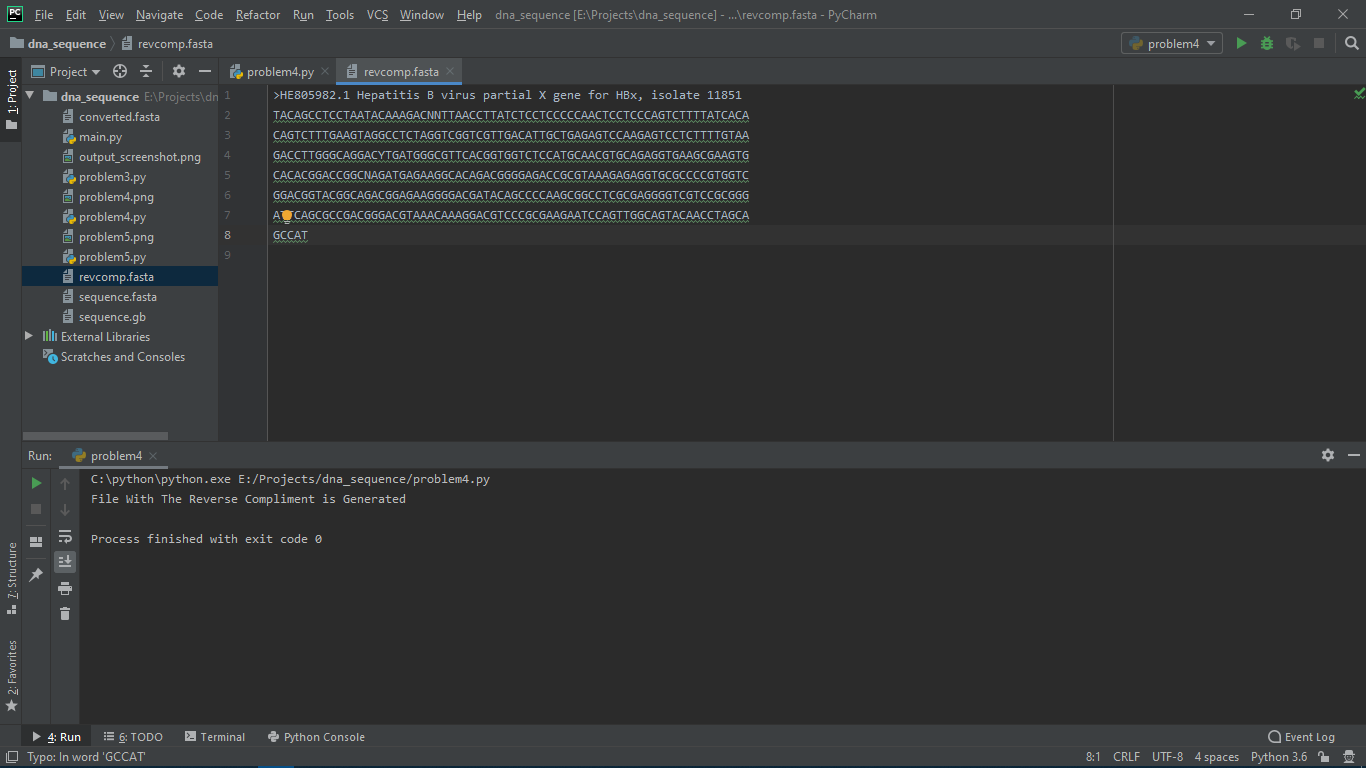 PC File Edit View Navigate Code Refactor Run Tools VCS Window Help dna_sequence [E:\Projects\dna_sequence] - ...\revcomp.fasta - PyCharm
dna_sequence revcomp.fasta problem4
1: Project
Project problem4.py revcomp.fasta
dna_sequence E:\Projects\dn
converted.fasta
main.py
output_screenshot.png
problem3.py
problem4.png
problem4.py
problem5.png
problem5.py
revcomp.fasta
sequence.fasta
sequence.gb
External Libraries
Scratches and Consoles
1 >HE805982.1 Hepatitis B virus partial X gene for HBx, isolate 11851
2 TACAGCCTCCTAATACAAAGACNNTTAACCTTATCTCCTCCCCCAACTCCTCCCAGTCTTTTATCACA
3 CAGTCTTTGAAGTAGGCCTCTAGGTCGGTCGTTGACATTGCTGAGAGTCCAAGAGTCCTCTTTTGTAA
4 GACCTTGGGCAGGACYTGATGGGCGTTCACGGTGGTCTCCATGCAACGTGCAGAGGTGAAGCGAAGTG
5 CACACGGACCGGCNAGATGAGAAGGCACAGACGGGGAGACCGCGTAAAGAGAGGTGCGCCCCGTGGTC
6 GGACGGTACGGCAGACGGAGAAGGGGACGATACAGCCCCAAGCGGCCTCGCGAGGGGTCGTCCGCGGG
7 A CAGCGCCGACGGGACGTAAACAAAGGACGTCCCGCGAAGAATCCAGTTGGCAGTACAACCTAGCA
8 GCCAT
9
Run: problem4
C:\python\python.exe E:/Projects/dna_sequence/problem4.py
File With The Reverse Compliment is Generated
Process finished with exit code 0
7: Structure
2: Favorites
4: Run 6: TODO Terminal Python Console Event Log
Typo: In word 'GCCAT' 8:1 CRLF UTF-8 4 spaces Python 3.6